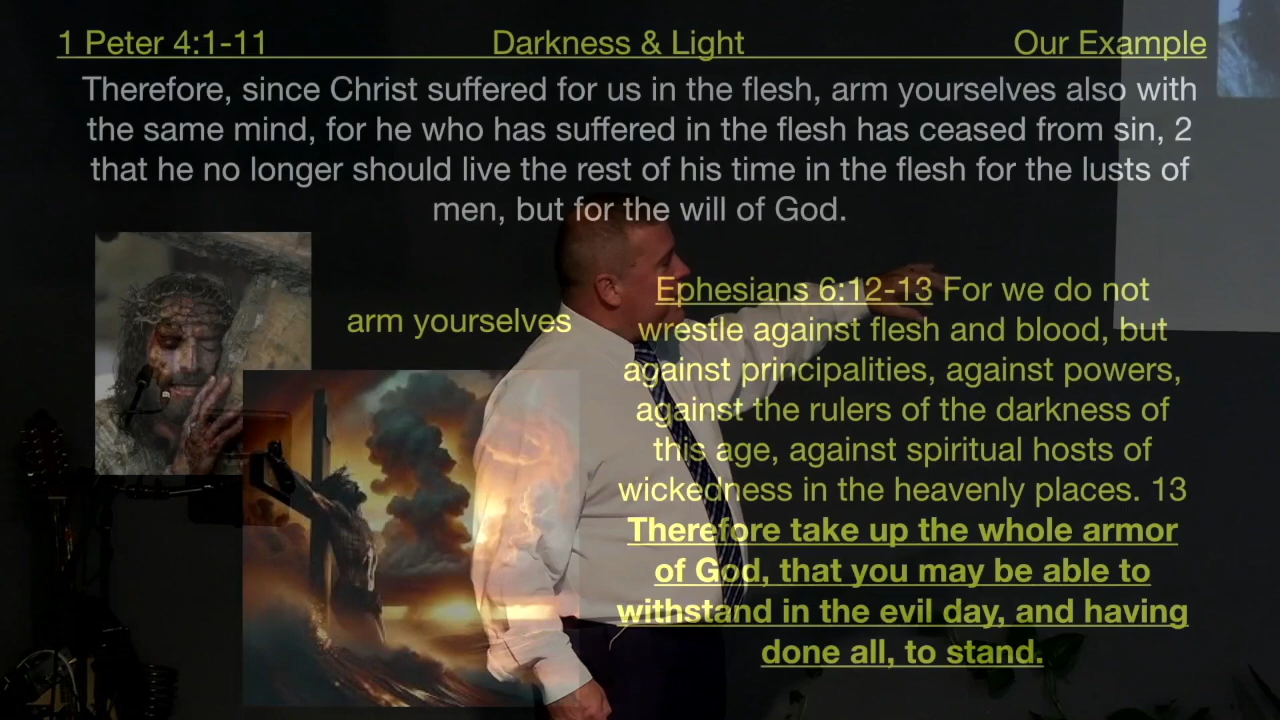 1 Peter 4:1-11 Darkness & Light Our Example
Therefore, since Christ suffered for us in the flesh, arm yourselves also with
the same mind, for he who has suffered in the flesh has ceased from sin, 2
that he no longer should live the rest of his time in the flesh for the lusts of
men, but for the will of God.
arm yourselves
Ephesians 6:12-13 For we do not
wrestle against flesh and blood, but
against principalities, against powers,
against the rulers of the darkness of
this age, against spiritual hosts of
wickedness in the heavenly places. 13
Therefore take up the whole armor
of God, that you may be able to
withstand in the evil day, and having
done all, to stand.